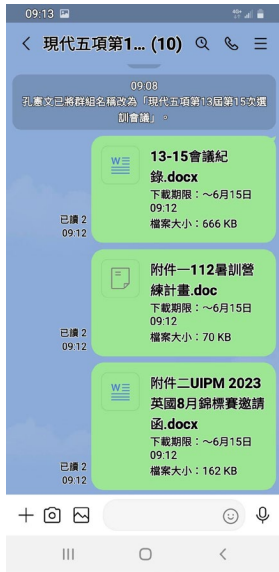 09:13
現代五項第1... (10)
09:08
孔憲文已將群組名稱改為「現代五項第13屆第15次選
訓會議」。
W
13-15會議紀
錄.docx
下載期限：～6月15日
09:12
檔案大小：666 KB
已讀 2
09:12
附件一112暑訓營
練計畫.doc
下載期限：～6月15日
09:12
檔案大小：70 KB
已讀 2
09:12
W
附件二UIPM 2023
英國8月錦標賽邀請
函.docx
下載期限：～6月15日
09:12
檔案大小：162 KB
已讀 2
09:12